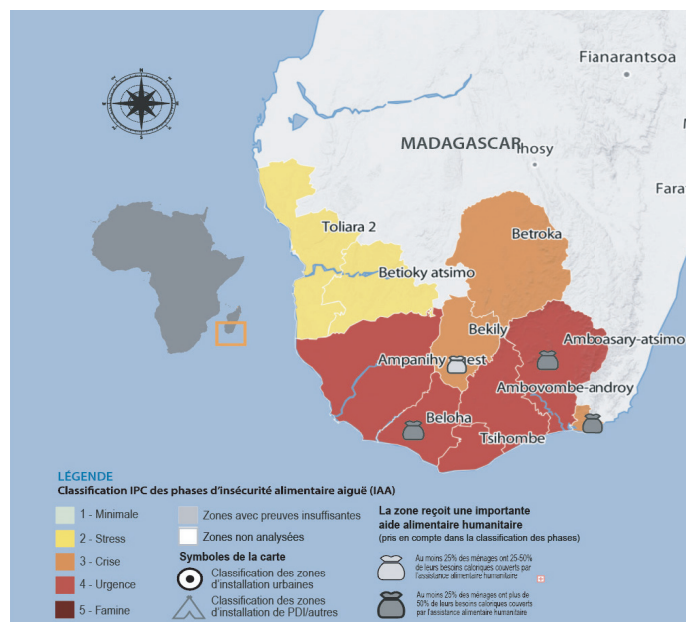 Fianarantsoa
MADAGASCAR
Ihosy
Fara
Toliara 2
Betroka
Betioky atsimo
Bekily
Amboasary-atsimo
Ampanihy est
Ambovombe-androy
Beloha
Tsihombe
LÉGENDE
Classification IPC des phases d'insécurité alimentaire aiguë (IAA)
1 - Minimale
2 - Stress
3 - Crise
4 - Urgence
5 - Famine
Zones avec preuves insuffisantes
Zones non analysées
Symboles de la carte
Classification des zones
d'installation urbaines
Classification des zones
d'installation de PDI/autres
La zone reçoit une importante
aide alimentaire humanitaire
(pris en compte dans la classification des phases)
Au moins 25% des ménages ont 25-50%
de leurs besoins caloriques couverts par
l'assistance alimentaire humanitaire
Au moins 25% des ménages ont plus de
50% de leurs besoins caloriques couverts
par l'assistance alimentaire humanitaire